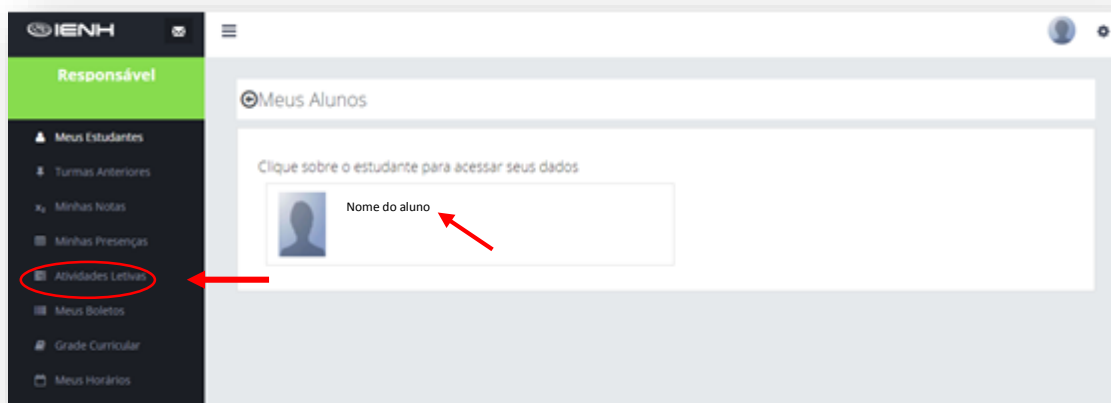 IENH
Responsável
Meus Alunos
Meus Estudantes
Turmas Anteriores
Clique sobre o estudante para acessar seus dados
x₂ Minhas Notas
Nome do aluno
Minhas Presenças
Atividades Letivas
Meus Boletos
Grade Curricular
Meus Horários